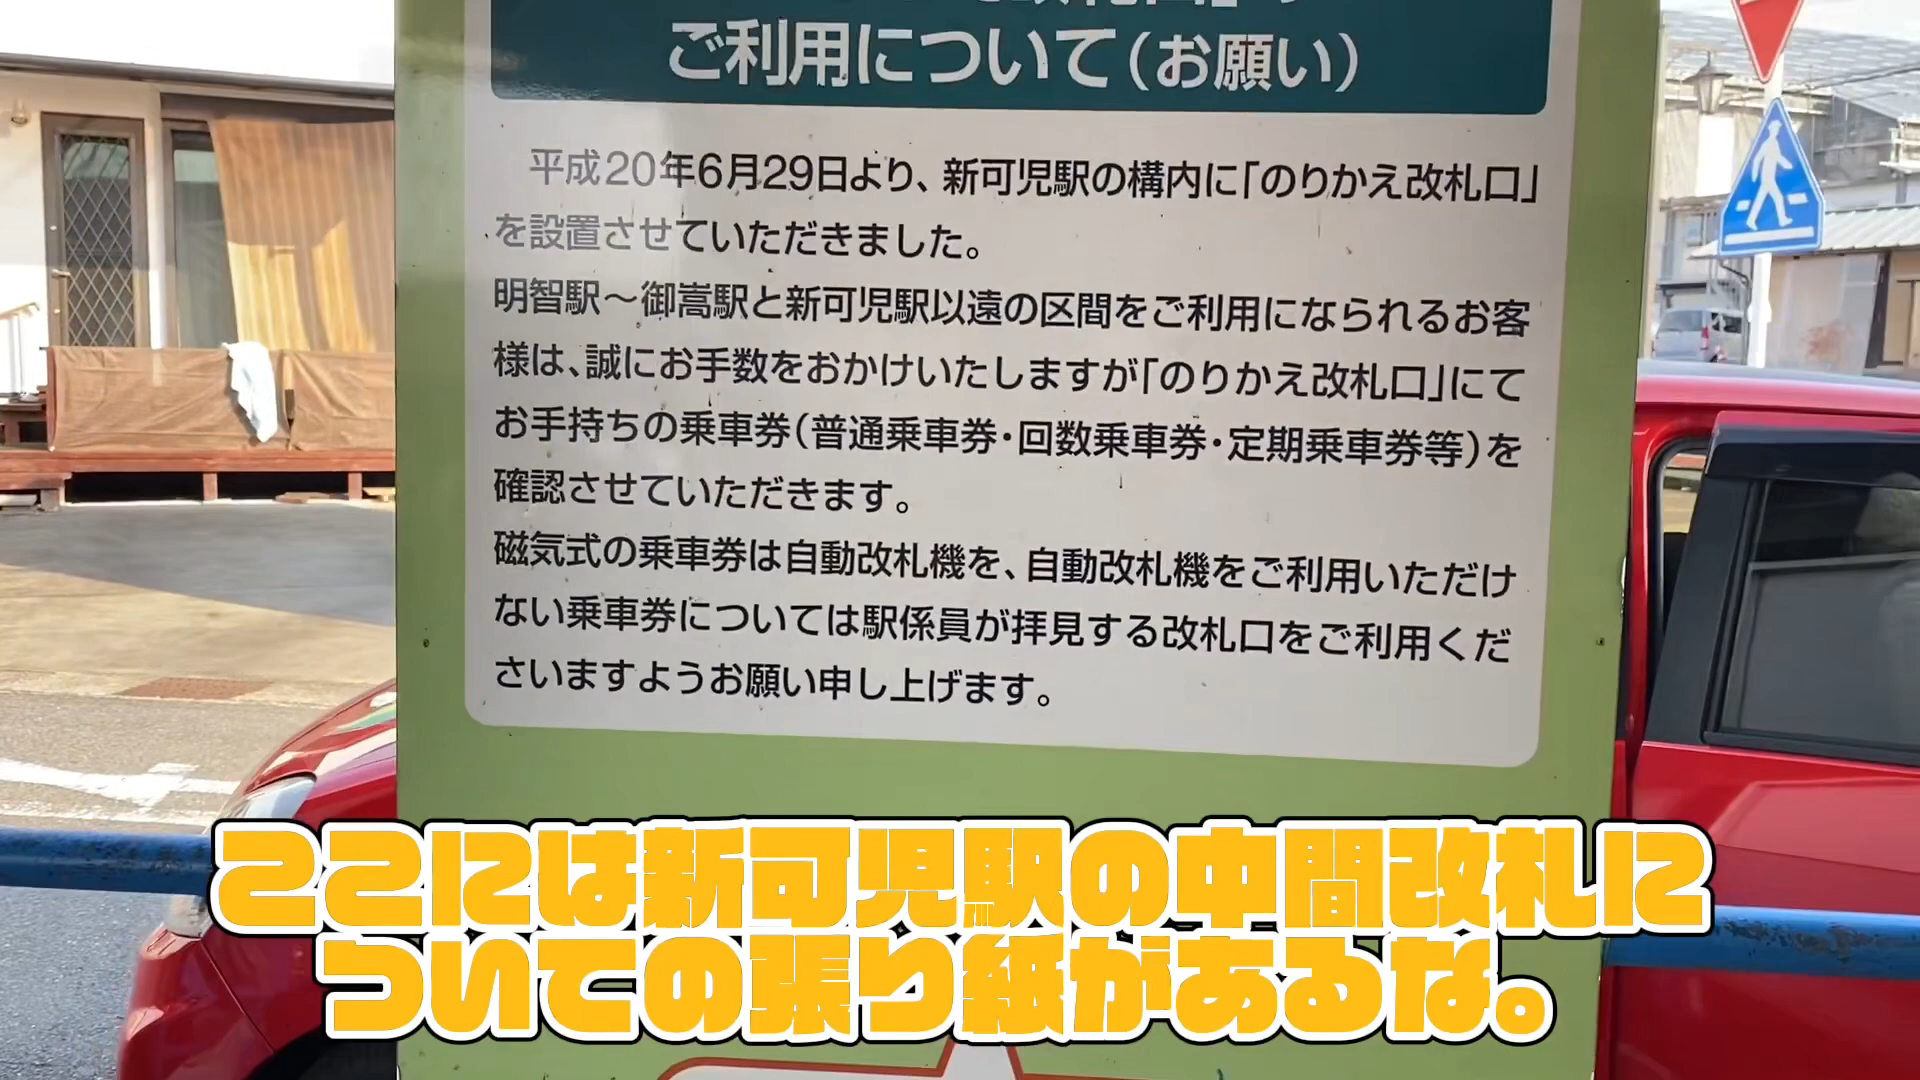 ご利用について(お願い)
平成20年6月29日より、新可児駅の構内に「のりかえ改札口」
を設置させていただきました。
明智駅～御嵩駅と新可児駅以遠の区間をご利用になられるお客
様は、誠にお手数をおかけいたしますが「のりかえ改札口」にて
お手持ちの乗車券(普通乗車券・回数乗車券・定期乗車券等)を
確認させていただきます。
磁気式の乗車券は自動改札機を、自動改札機をご利用いただけ
ない乗車券については駅係員が拝見する改札口をご利用くだ
さいますようお願い申し上げます。
ここには新可児駅の中間改札に
ついての張り紙があるな。